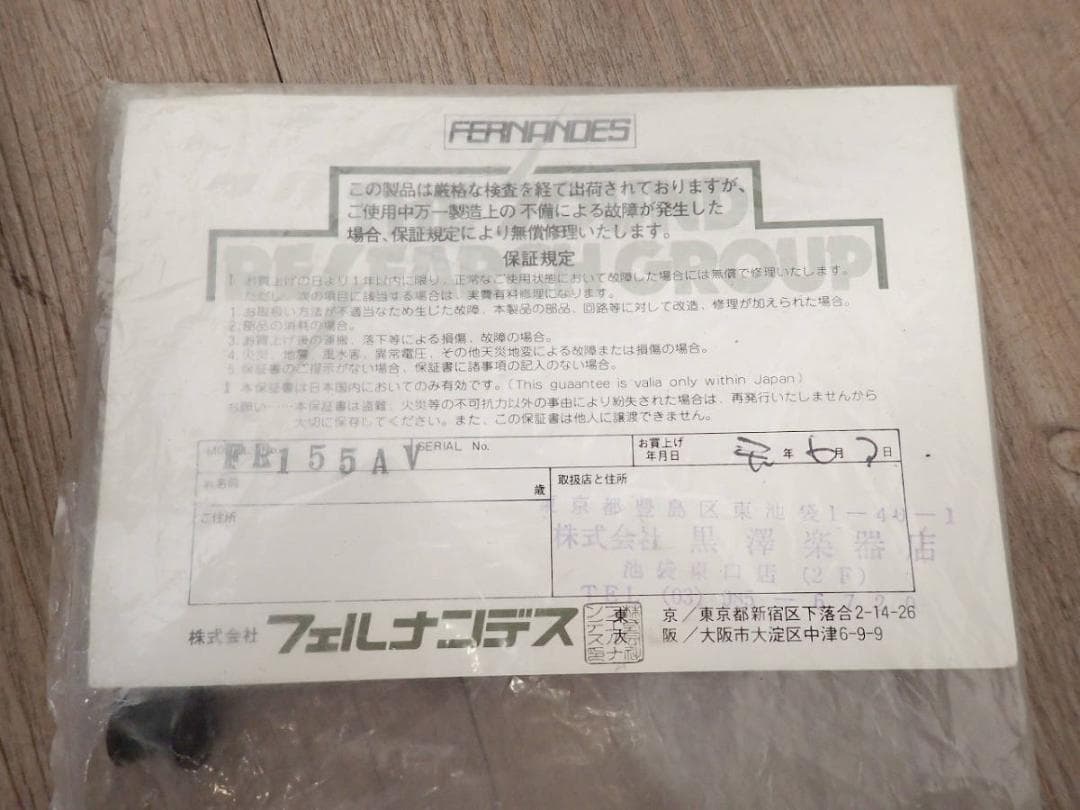 FERNANDES
この製品は厳格な検査を経て出荷されておりますが、
ご使用中万一製造上の不備による故障が発生した
場合、保証規定により無償修理いたします。
RESEARCH GROUP
保証規定
1 お買上げの日より1年以内に限り、正常なご使用状態において故障した場合には無償で修理いたします。
ただし、次の項目に該当する場合は、実費有料修理になります。
1. お取扱い方法が不適当なため生じた故障、本製品の部品、回路等に対して改造、修理が加えられた場合。
2. 部品の消耗の場合。
3. お買上げ後の運搬、落下等による損傷、故障の場合。
4. 火災、地震、風水害、異常電圧、その他天災地変による故障または損傷の場合。
5. 保証書のご提示がない場合、保証書に諸事項の記入のない場合。
1 本保証書は日本国内においてのみ有効です。(This guaantee is valia only within Japan)
お願い……本保証書は盗難、火災等の不可抗力以外の事由により紛失された場合は、再発行いたしませんから
大切に保存してください。また、この保証書は他人に譲渡できません。
155AV SERIAL No. お買上げ年月日 年 6月 7日
お名前 歳 取扱店と住所
ご住所
東京都豊島区東池袋1-40-1
株式会社 黒澤楽器店
池袋東口店 (2F)
TEL (03)
株式会社 フェルナンデス 東京/東京都新宿区下落合2-14-26
大阪/大阪市大淀区中津6-9-9